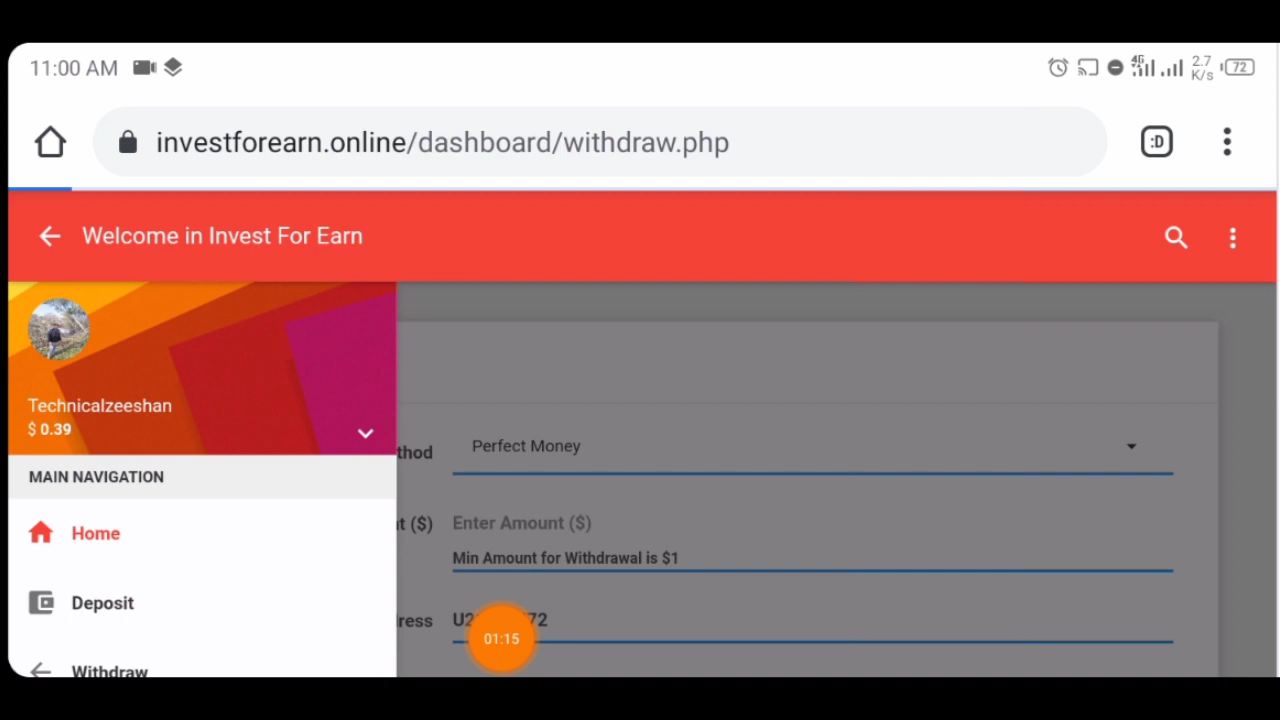 11:00 AM
4G
2.7
K/s
72
investforearn.online/dashboard/withdraw.php
:D
Welcome in Invest For Earn
Technicalzeeshan
$ 0.39
MAIN NAVIGATION
Home
Deposit
Withdraw
thod
Perfect Money
t ($)
Enter Amount ($)
Min Amount for Withdrawal is $1
ress
01:15